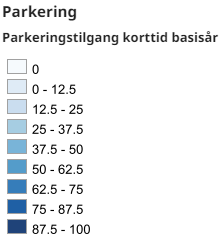 Parkering
Parkeringstilgang korttid basisår
0
0 - 12.5
12.5 - 25
25 - 37.5
37.5 - 50
50 - 62.5
62.5 - 75
75 - 87.5
87.5 - 100